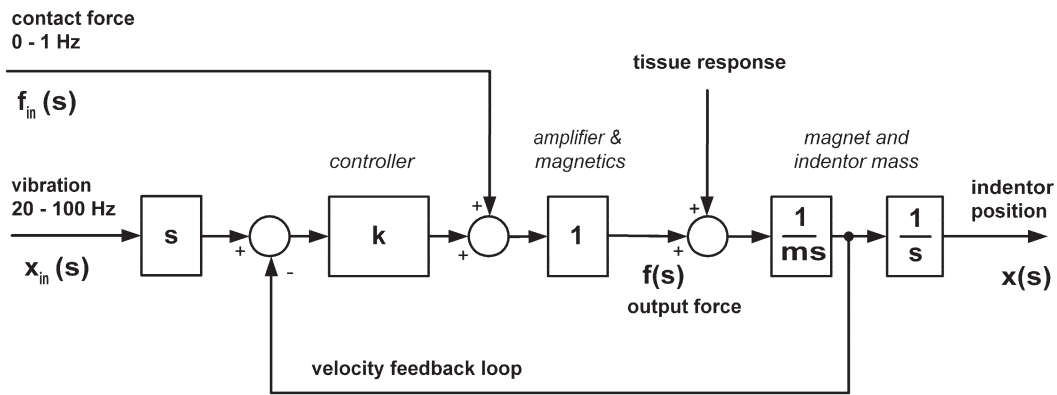 contact force
0 - 1 Hz
f_in (s)
tissue response
amplifier &
magnetics
magnet and
indentor mass
controller
vibration
20 - 100 Hz
x_in (s)
s
+
-
k
+
+
1
+
+
1
ms
1
s
indentor
position
x(s)
f(s)
output force
velocity feedback loop